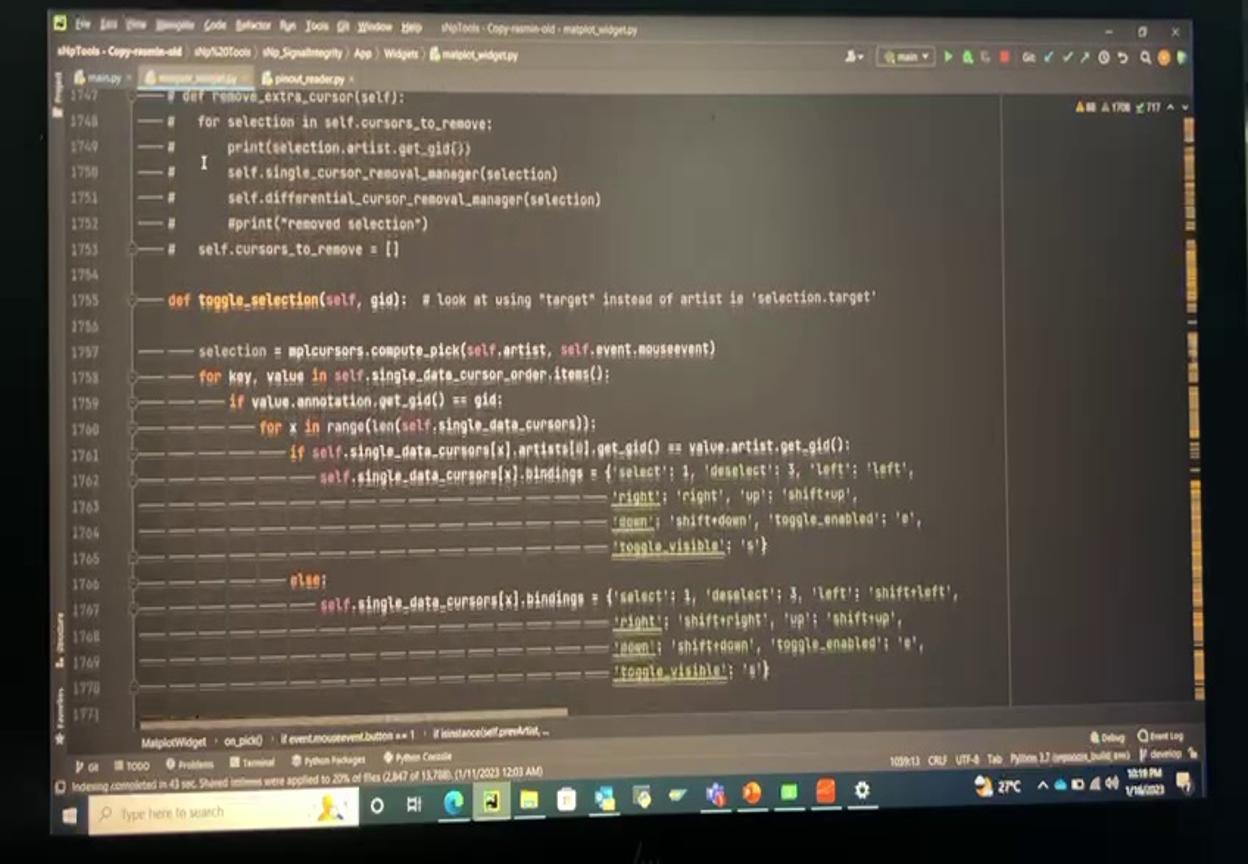 File Edit View Navigate Code Refactor Run Tools Git Window Help sNpTools - Copy-rasmin-old - matplot_widget.py
sNpTools - Copy-rasmin-old sNp%20Tools sNp_SignalIntegrity App Widgets matplot_widget.py main Git:
main.py matplot_widget.py pinout_reader.py
Project
1747 # def remove_extra_cursor(self):
88 1708 717
1748 # for selection in self.cursors_to_remove:
1749 # print(selection.artist.get_gid())
1750 # self.single_cursor_removal_manager(selection)
1751 # self.differential_cursor_removal_manager(selection)
1752 # #print("removed selection")
1753 # self.cursors_to_remove = []
1754
1755 def toggle_selection(self, gid): # look at using "target" instead of artist ie 'selection.target'
1756
1757 selection = mplcursors.compute_pick(self.artist, self.event.mouseevent)
1758 for key, value in self.single_data_cursor_order.items():
1759 if value.annotation.get_gid() == gid:
1760 for x in range(len(self.single_data_cursors)):
1761 if self.single_data_cursors[x].artists[0].get_gid() == value.artist.get_gid():
1762 self.single_data_cursors[x].bindings = {'select': 1, 'deselect': 3, 'left': 'left',
1763 'right': 'right', 'up': 'shift+up',
1764 'down': 'shift+down', 'toggle_enabled': 'e',
1765 'toggle_visible': 's'}
1766 else:
1767 self.single_data_cursors[x].bindings = {'select': 1, 'deselect': 3, 'left': 'shift+left',
1768 'right': 'shift+right', 'up': 'shift+up',
1769 'down': 'shift+down', 'toggle_enabled': 'e',
1770 'toggle_visible': 's'}
1771
Structure
Favorites
MatplotWidget on_pick() if event.mouseevent.button == 1 if isinstance(self.prevArtist, ...
Git TODO Problems Terminal Python Packages Python Console Debug Event Log
Indexing completed in 43 sec. Shared indexes were applied to 20% of files (2,847 of 13,788). (1/11/2023 12:03 AM) 1059:13 CRLF UTF-8 Tab Python 3.7 develop
Type here to search 27°C 10:19 PM
1/16/2023